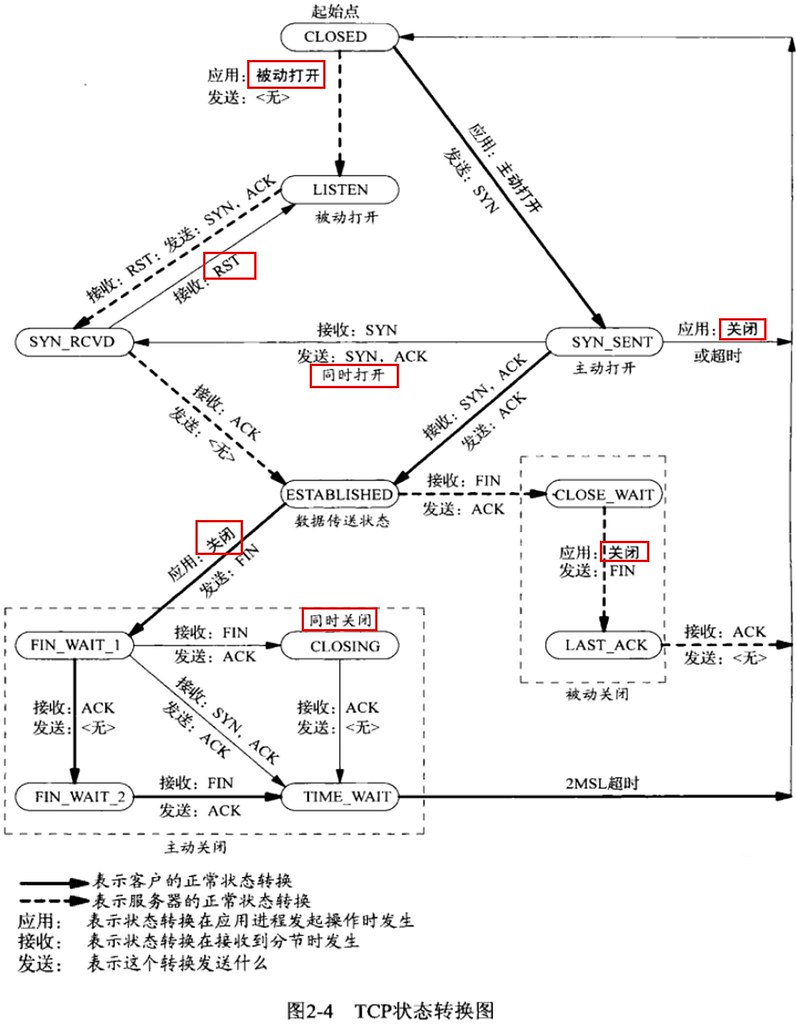 起始点
CLOSED
应用：被动打开
发送：<无>
应用：主动打开
发送：SYN
LISTEN
被动打开
接收：RST；发送：SYN，ACK
接收：RST
SYN_RCVD
接收：SYN
发送：SYN，ACK
同时打开
SYN_SENT
主动打开
应用：关闭
或超时
接收：ACK
发送：<无>
接收：SYN，ACK
发送：ACK
ESTABLISHED
数据传送状态
接收：FIN
发送：ACK
CLOSE_WAIT
应用：关闭
发送：FIN
应用：关闭
发送：FIN
LAST_ACK
接收：ACK
发送：<无>
被动关闭
同时关闭
FIN_WAIT_1
接收：FIN
发送：ACK
CLOSING
接收：ACK
发送：<无>
接收：SYN，ACK
发送：ACK
接收：ACK
发送：<无>
FIN_WAIT_2
接收：FIN
发送：ACK
TIME_WAIT
2MSL超时
主动关闭
表示客户的正常状态转换
表示服务器的正常状态转换
应用： 表示状态转换在应用进程发起操作时发生
接收： 表示状态转换在接收到分节时发生
发送： 表示这个转换发送什么
图2-4 TCP状态转换图